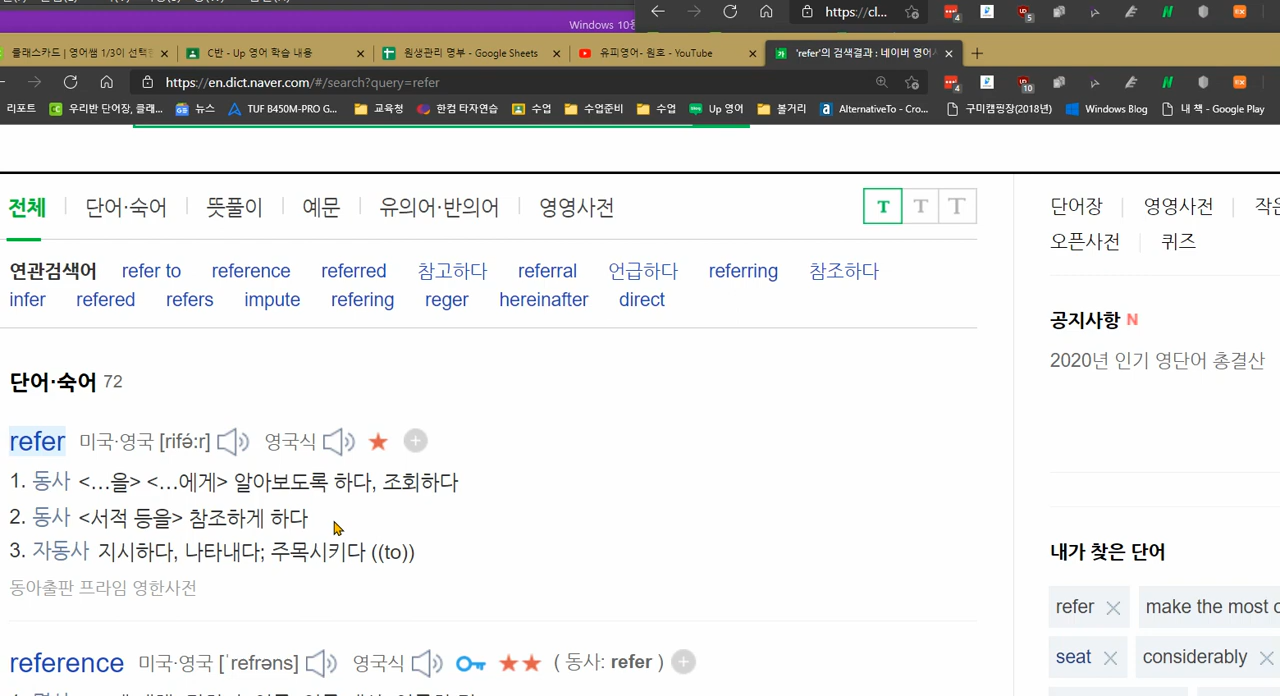 Windows 10용
https://cl...
클래스카드 | 영어쌤 1/3이 선택한
C반 - Up 영어 학습 내용
원생관리 명부 - Google Sheets
유피영어- 원호 - YouTube
'refer'의 검색결과 : 네이버 영어사
https://en.dict.naver.com/#/search?query=refer
리포트 우리반 단어장, 클래... 뉴스 TUF B450M-PRO G... 교육청 한컴 타자연습 수업 수업준비 수업 Up 영어 볼거리 AlternativeTo - Cro... 구리캠핑장(2018년) Windows Blog 내 책 - Google Play
전체 단어·숙어 뜻풀이 예문 유의어·반의어 영영사전 T T T
연관검색어 refer to reference referred 참고하다 referral 언급하다 referring 참조하다
infer refered refers impute refering reger hereinafter direct
단어·숙어 72
refer 미국·영국 [rifə́:r] 영국식
1. 동사 <…을> <…에게> 알아보도록 하다, 조회하다
2. 동사 <서적 등을> 참조하게 하다
3. 자동사 지시하다, 나타내다; 주목시키다 ((to))
동아출판 프라임 영한사전
reference 미국·영국 [ˈrefrəns] 영국식 ( 동사: refer )
단어장 영영사전
오픈사전 퀴즈
공지사항 N
2020년 인기 영단어 총결산
내가 찾은 단어
refer make the most
seat considerably